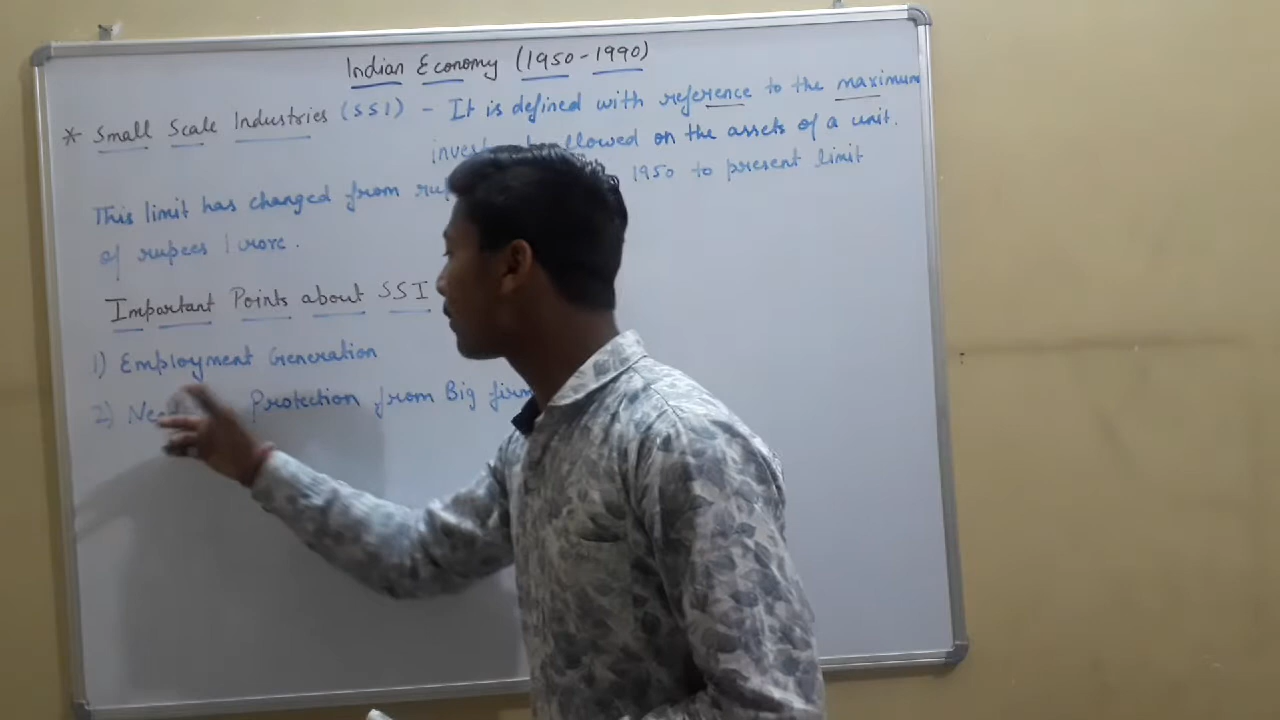 Indian Economy (1950-1990)
* Small Scale Industries (SSI) - It is defined with reference to the maximum
allowed on the assets of a unit.
This limit has changed from 1950 to present limit
of rupees 1 crore.
Important Points about SSI
1) Employment Generation
2) Protection from Big